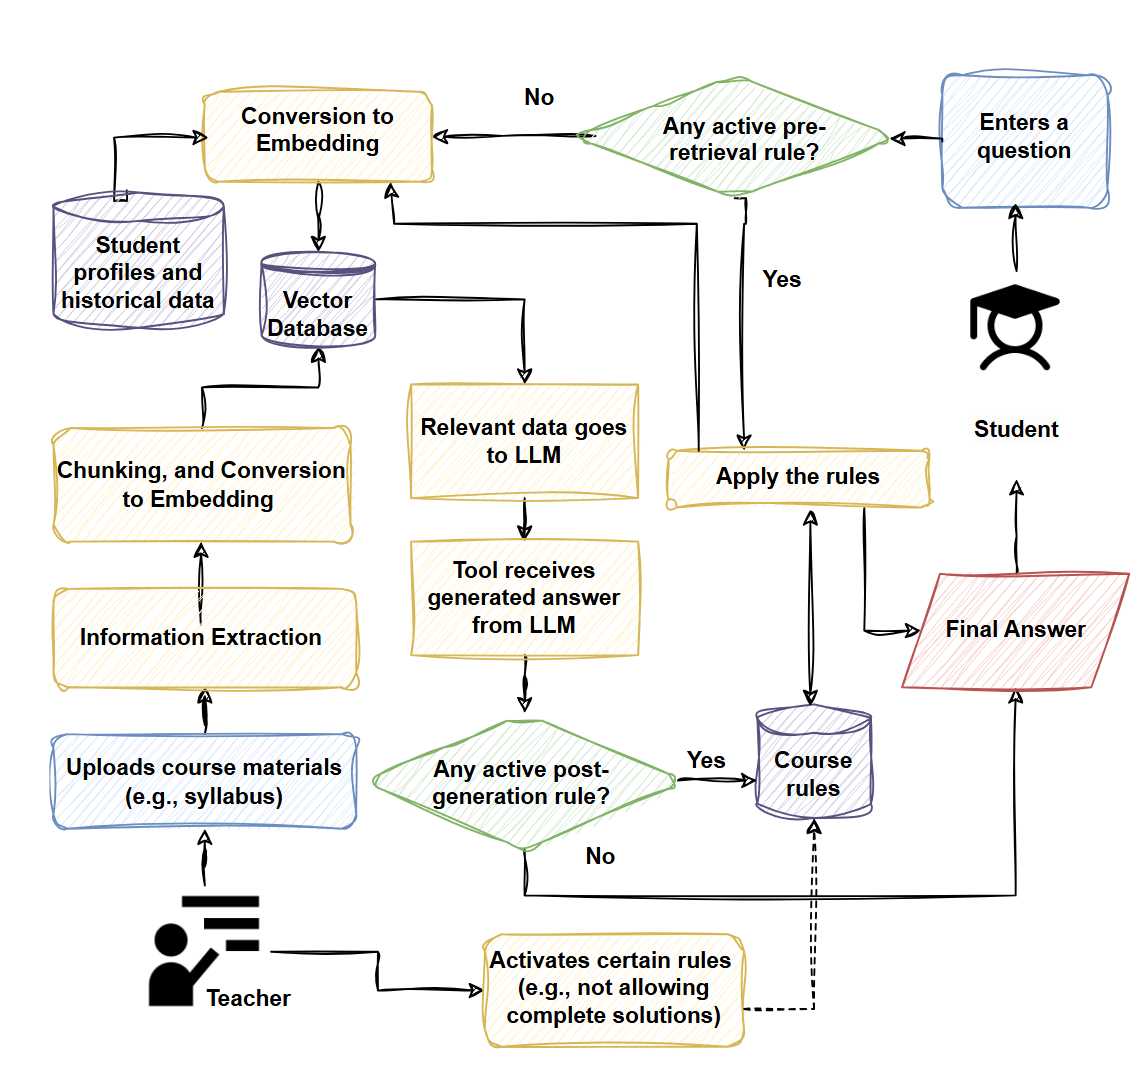 No
Conversion to
Embedding
Any active pre-
retrieval rule?
Enters a
question
Student
profiles and
historical data
Vector
Database
Yes
Relevant data goes
to LLM
Student
Chunking, and Conversion
to Embedding
Apply the rules
Tool receives
generated answer
from LLM
Information Extraction
Final Answer
Uploads course materials
(e.g., syllabus)
Any active post-
generation rule?
Yes
Course
rules
No
Activates certain rules
(e.g., not allowing
complete solutions)
Teacher